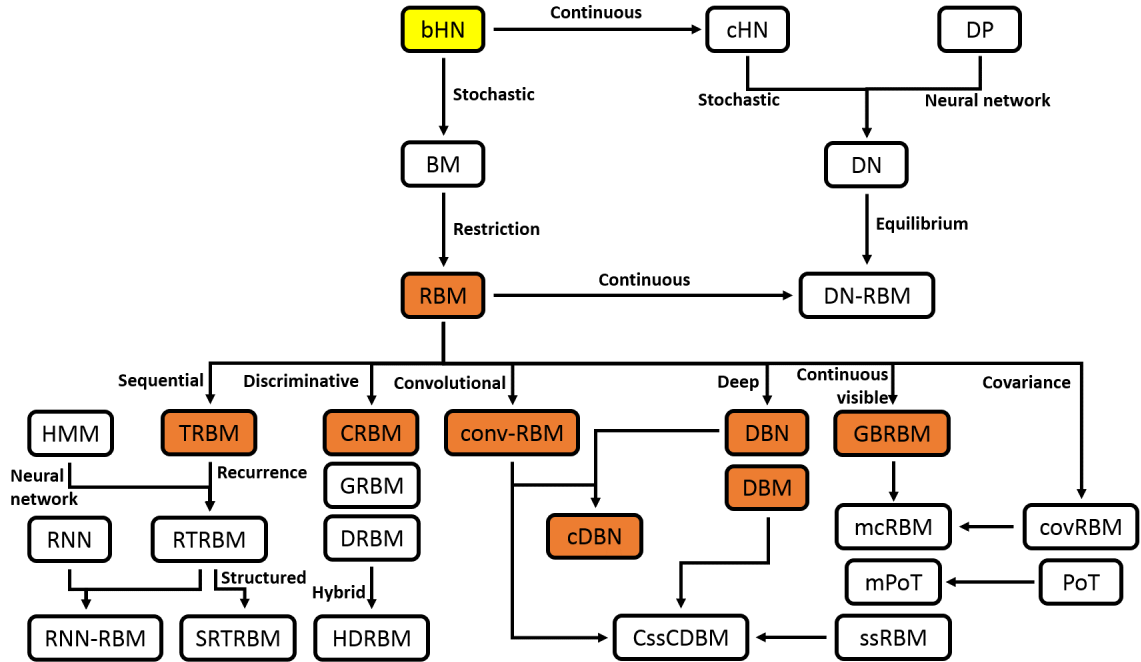 Continuous
bHN
cHN
DP
Stochastic
Stochastic
Neural network
BM
DN
Restriction
Equilibrium
Continuous
RBM
DN-RBM
Sequential
Discriminative
Convolutional
Deep
Continuous
visible
Covariance
HMM
TRBM
CRBM
conv-RBM
DBN
GBRBM
Neural
network
Recurrence
GRBM
DBM
RNN
RTRBM
DRBM
cDBN
mcRBM
covRBM
Structured
Hybrid
mPoT
PoT
RNN-RBM
SRTRBM
HDRBM
CssCDBM
ssRBM